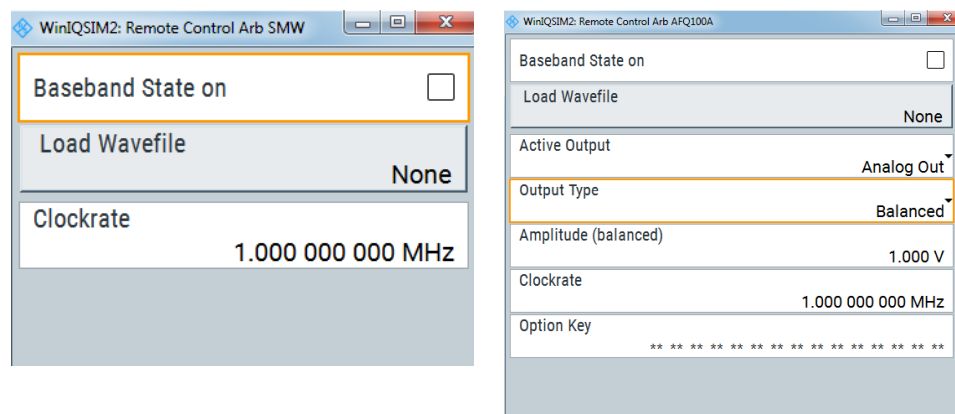 WinIQSIM2: Remote Control Arb SMW
Baseband State on
Load Wavefile
None
Clockrate
1.000 000 000 MHz
WinIQSIM2: Remote Control Arb AFQ100A
Baseband State on
Load Wavefile
None
Active Output
Analog Out
Output Type
Balanced
Amplitude (balanced)
1.000 V
Clockrate
1.000 000 000 MHz
Option Key
** ** ** ** ** ** ** ** ** ** ** ** ** ** **